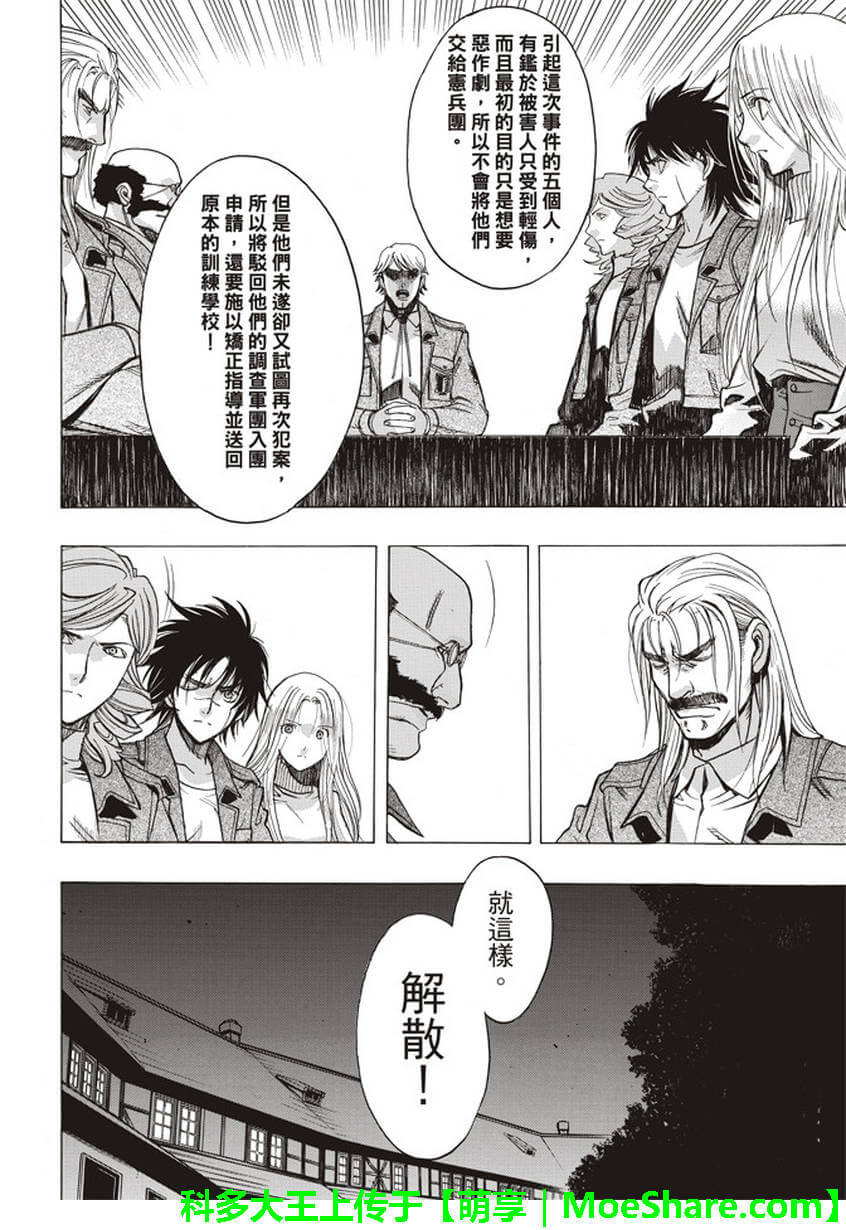 引起這次事件的五個人，
有鑑於被害人只受到輕傷，
而且最初的目的只是想要
惡作劇，所以不會將他們
交給憲兵團。
但是他們未遂卻又試圖再次犯案，
所以將駁回他們的調查軍團入團
申請，還要施以矯正指導並送回
原本的訓練學校！
就這樣。
解散！
科多大王上传于【萌享｜MoeShare.com】